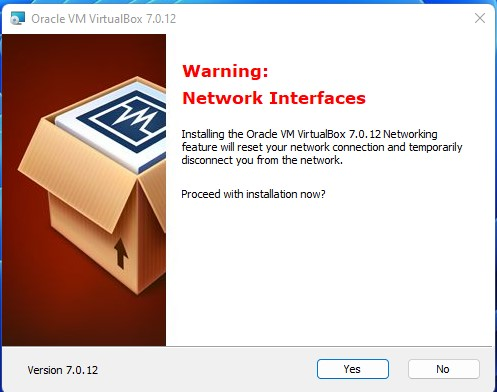 Oracle VM VirtualBox 7.0.12
Warning:
Network Interfaces
Installing the Oracle VM VirtualBox 7.0.12 Networking
feature will reset your network connection and temporarily
disconnect you from the network.
Proceed with installation now?
Version 7.0.12
Yes
No